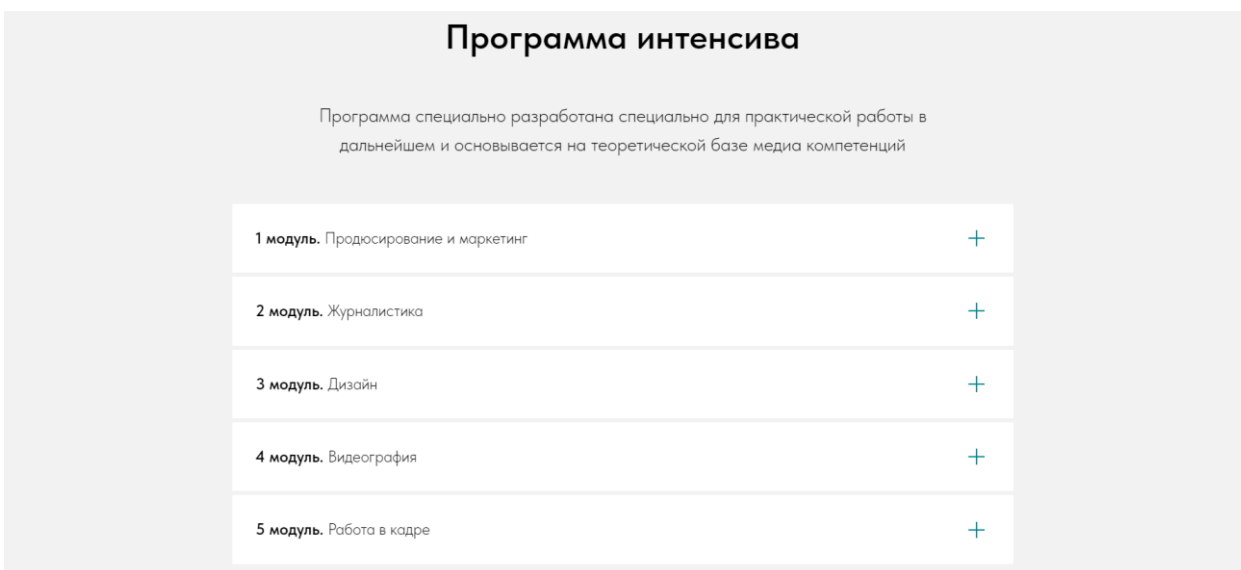 Программа интенсива
Программа специально разработана специально для практической работы в
дальнейшем и основывается на теоретической базе медиа компетенций
1 модуль. Продюсирование и маркетинг
2 модуль. Журналистика
3 модуль. Дизайн
4 модуль. Видеография
5 модуль. Работа в кадре